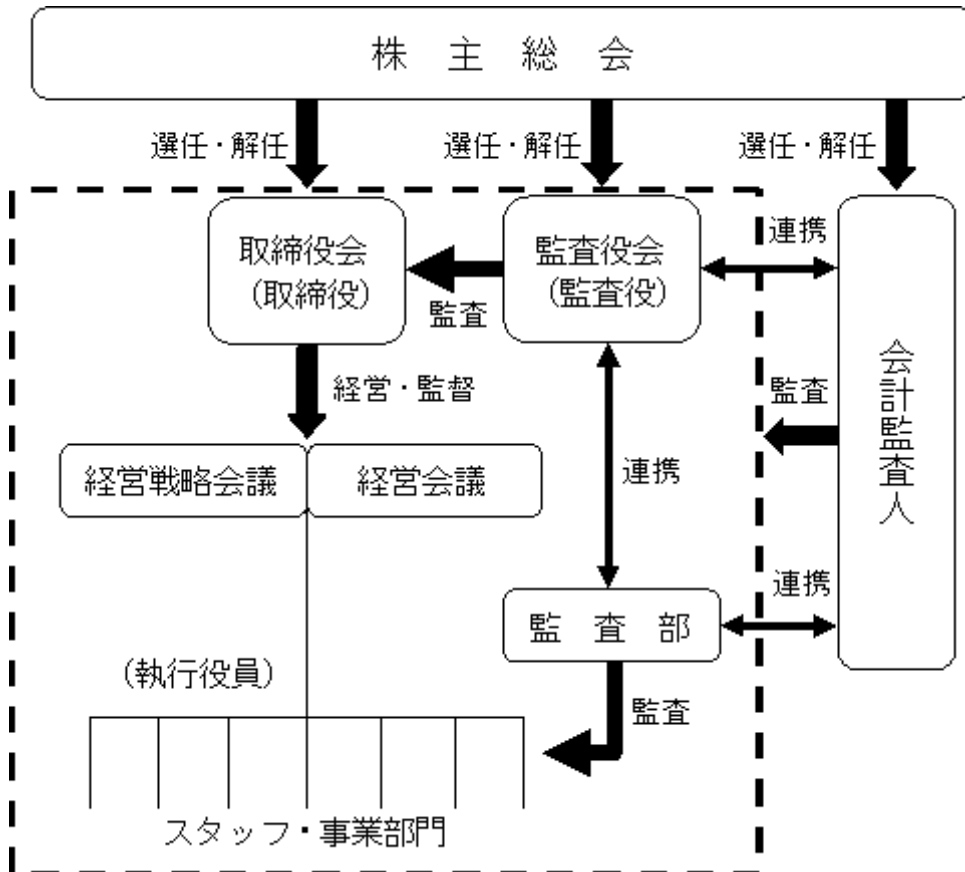 株主総会
選任・解任
選任・解任
選任・解任
取締役会
(取締役)
監査
監査役会
(監査役)
連携
経営・監督
監査
会計監査人
経営戦略会議
経営会議
連携
連携
監査部
(執行役員)
監査
スタッフ・事業部門